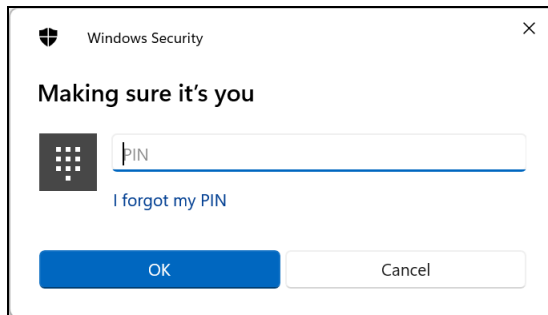 Windows Security
Making sure it’s you
PIN
I forgot my PIN
OK
Cancel